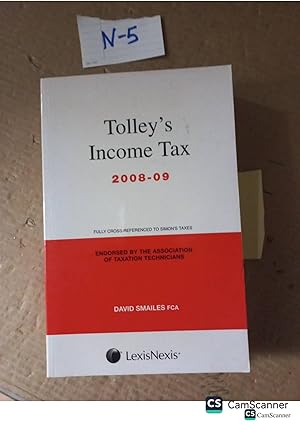 N-5
Tolley's
Income Tax
2008-09
FULLY CROSS-REFERENCED TO SIMON'S TAXES
ENDORSED BY THE ASSOCIATION
OF TAXATION TECHNICIANS
DAVID SMAILES FCA
LexisNexis®
CS CamScanner
CS CamScanner